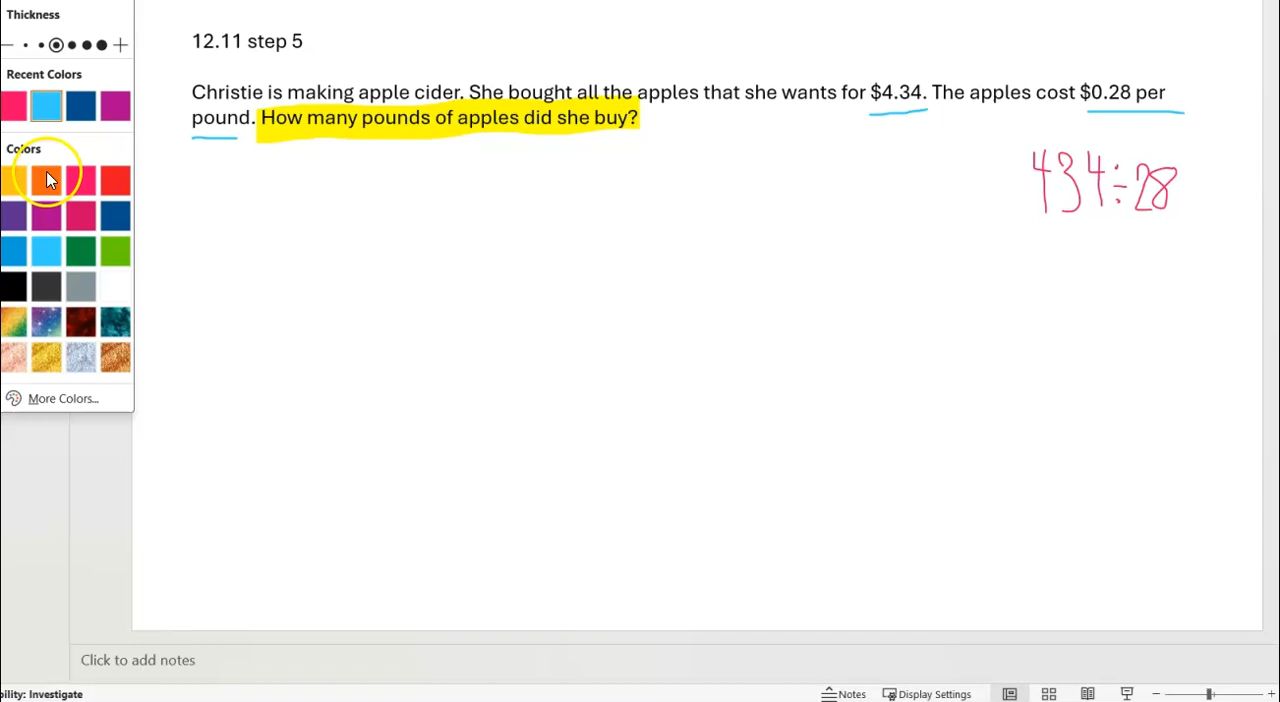 Thickness
Recent Colors
Colors
More Colors...
12.11 step 5
Christie is making apple cider. She bought all the apples that she wants for $4.34. The apples cost $0.28 per
pound. How many pounds of apples did she buy?
434÷28
Click to add notes
bility: Investigate
Notes
Display Settings